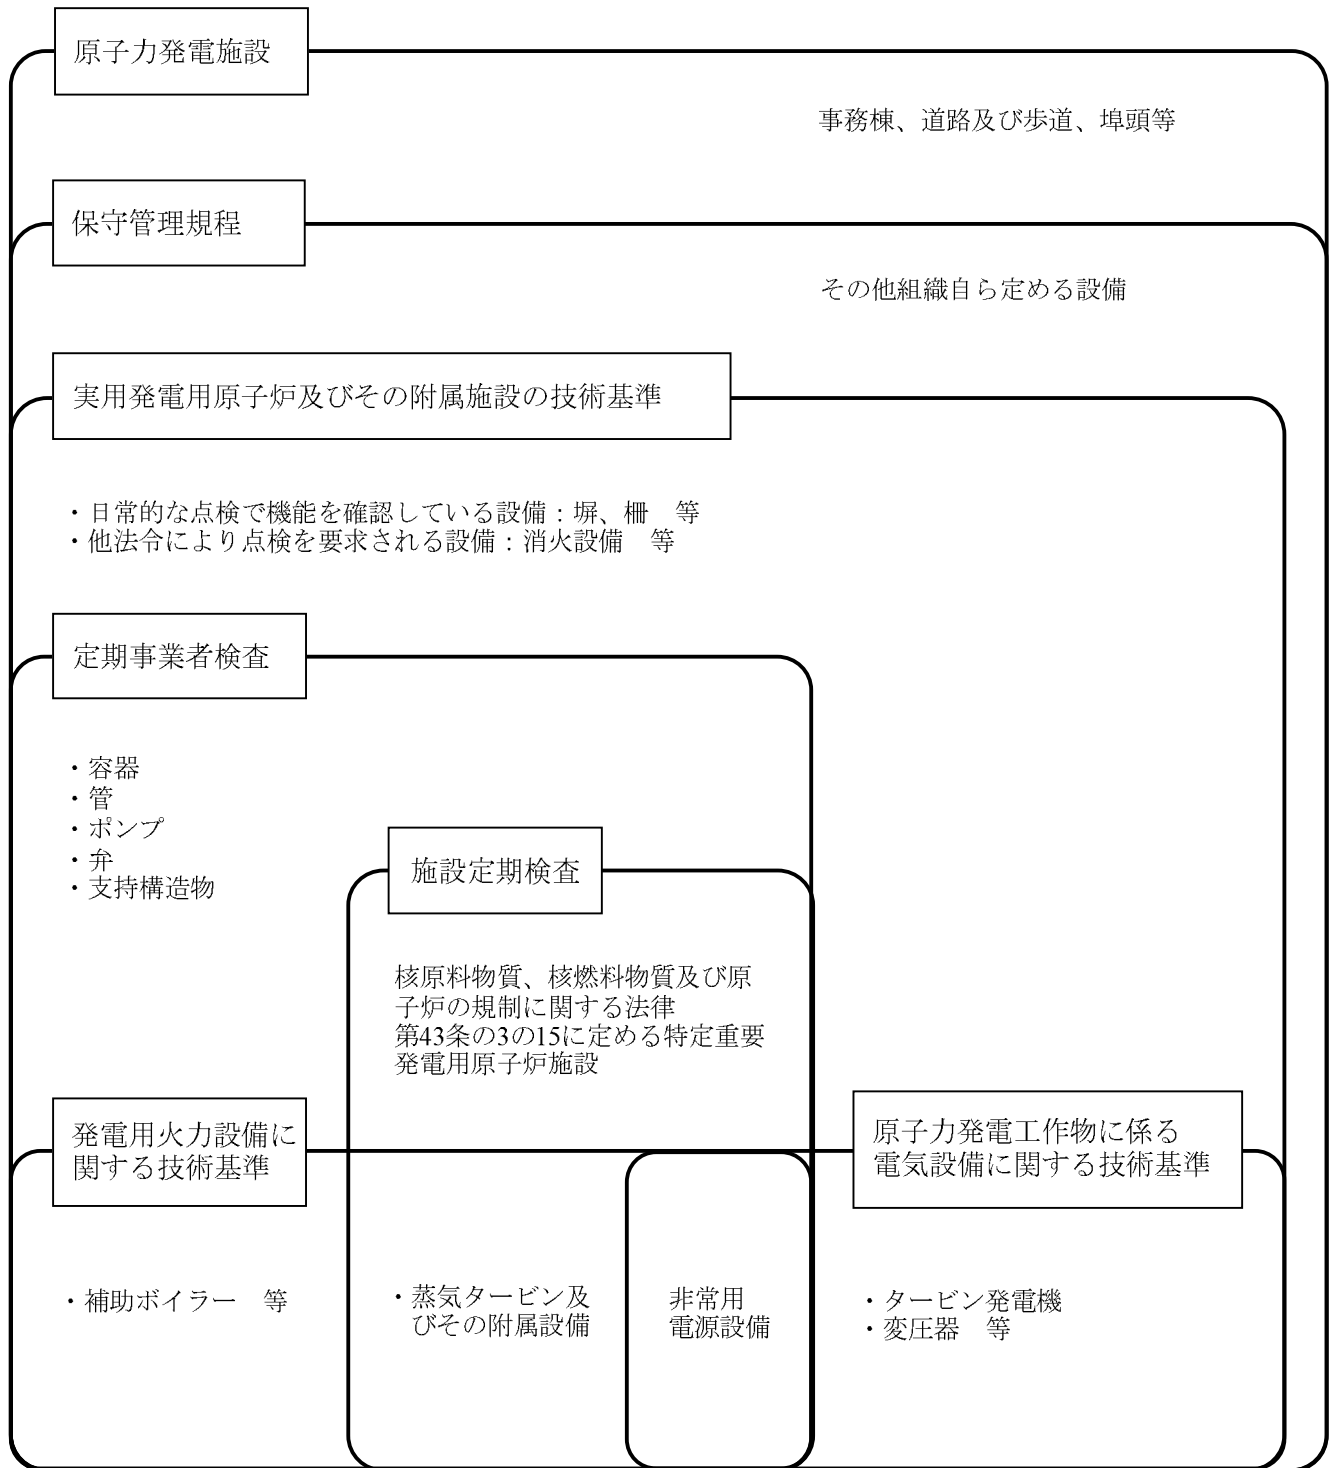 原子力発電施設
事務棟、道路及び歩道、埠頭等
保守管理規程
その他組織自ら定める設備
実用発電用原子炉及びその附属施設の技術基準
・日常的な点検で機能を確認している設備：塀、柵　等
・他法令により点検を要求される設備：消火設備　等
定期事業者検査
・容器
・管
・ポンプ
・弁
・支持構造物
施設定期検査
核原料物質、核燃料物質及び原
子炉の規制に関する法律
第43条の3の15に定める特定重要
発電用原子炉施設
発電用火力設備に
関する技術基準
原子力発電工作物に係る
電気設備に関する技術基準
・補助ボイラー　等
・蒸気タービン及
びその附属設備
非常用
電源設備
・タービン発電機
・変圧器　等